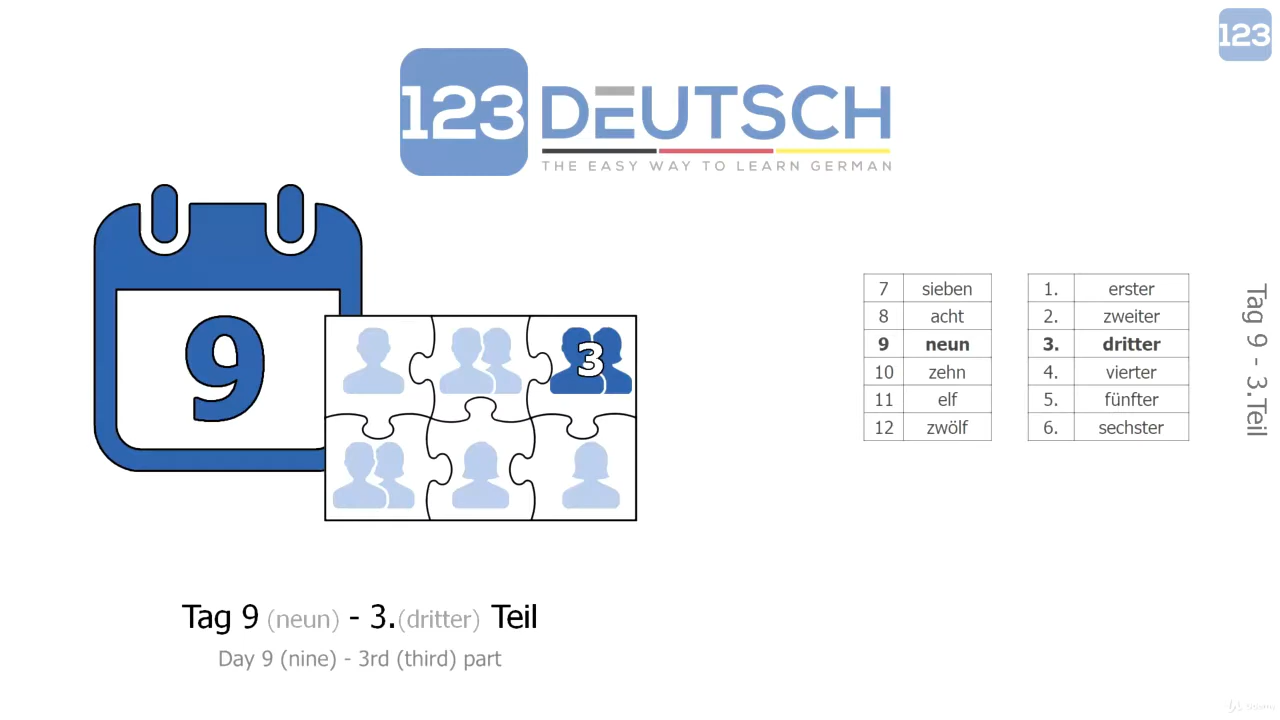 123
123 DEUTSCH
THE EASY WAY TO LEARN GERMAN
9
3
7 sieben
8 acht
9 neun
10 zehn
11 elf
12 zwölf
1. erster
2. zweiter
3. dritter
4. vierter
5. fünfter
6. sechster
Tag 9 - 3.Teil
Tag 9 (neun) - 3.(dritter) Teil
Day 9 (nine) - 3rd (third) part